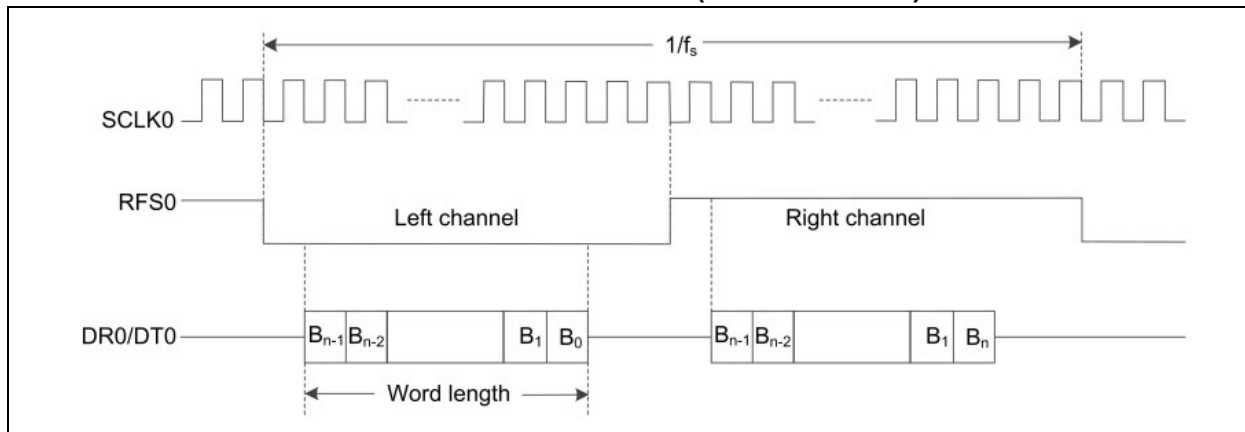 1/fs
SCLK0
RFS0
Left channel
Right channel
DR0/DT0
Bn-1 Bn-2 B1 B0 Bn-1 Bn-2 B1 Bn
Word length